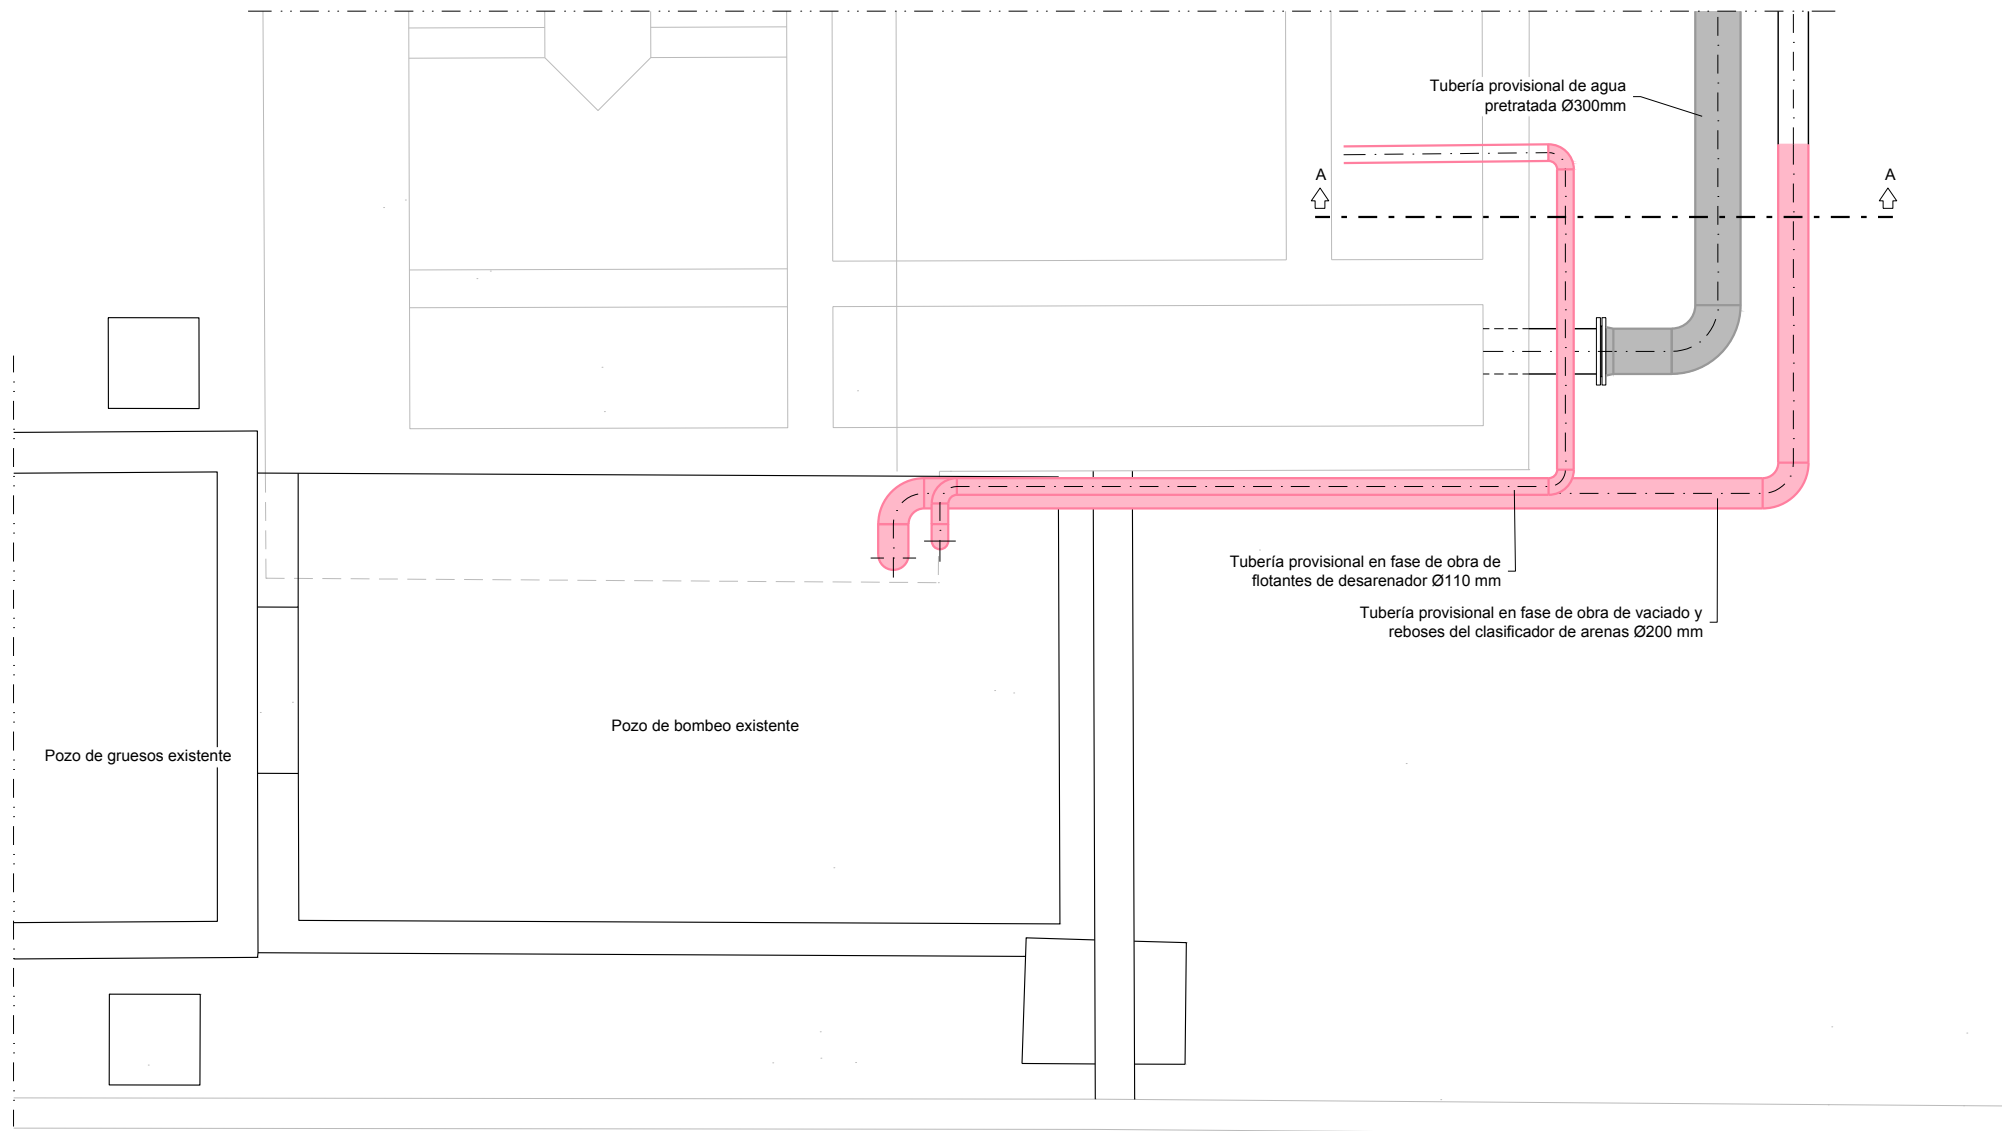 Tubería provisional de agua
pretratada Ø300mm
A
A
Tubería provisional en fase de obra de
flotantes de desarenador Ø110 mm
Tubería provisional en fase de obra de vaciado y
reboses del clasificador de arenas Ø200 mm
Pozo de bombeo existente
Pozo de gruesos existente